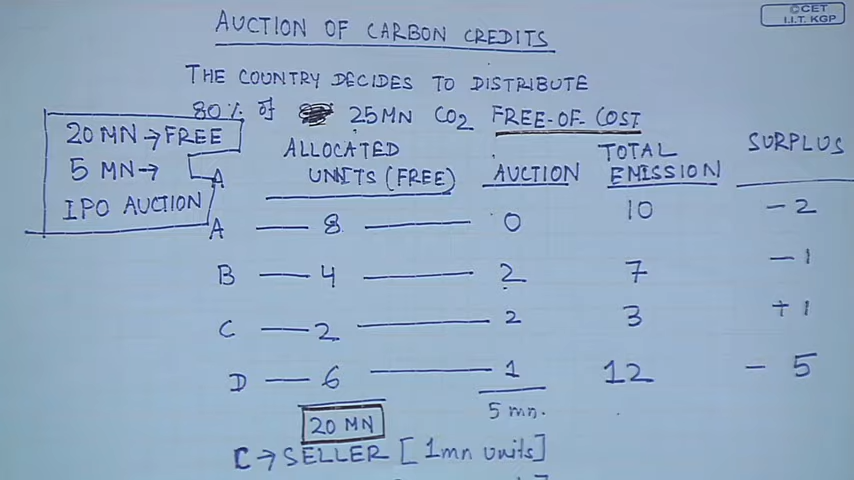 ©CET
I.I.T. KGP
AUCTION OF CARBON CREDITS
THE COUNTRY DECIDES TO DISTRIBUTE
80% of 25MN CO2 FREE-OF-COST
20 MN → FREE
5 MN →
IPO AUCTION
ALLOCATED UNITS (FREE) AUCTION TOTAL EMISSION SURPLUS
A
A — 8 — 0 10 -2
B — 4 — 2 7 -1
C — 2 — 2 3 +1
D — 6 — 1 12 - 5
20 MN 5 mn.
C → SELLER [1mn units]